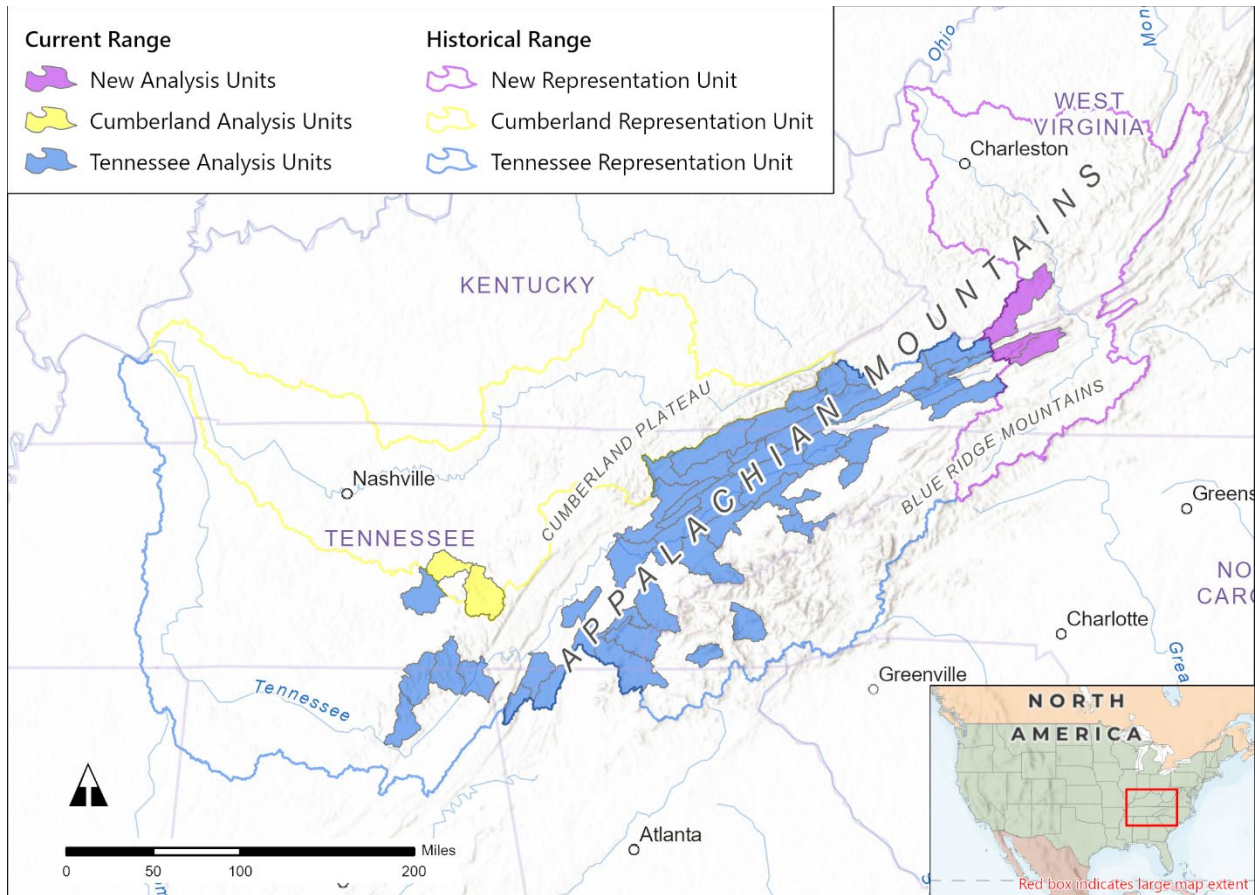 Current Range
New Analysis Units
Cumberland Analysis Units
Tennessee Analysis Units
Historical Range
New Representation Unit
Cumberland Representation Unit
Tennessee Representation Unit
Ohio
WEST
VIRGINIA
Charleston
KENTUCKY
APPALACHIAN MOUNTAINS
CUMBERLAND PLATEAU
BLUE RIDGE MOUNTAINS
Nashville
TENNESSEE
Greens
NO
CARO
Charlotte
Grea
Tennessee
Greenville
Atlanta
0 50 100 200 Miles
NORTH
AMERICA
Red box indicates large map extent